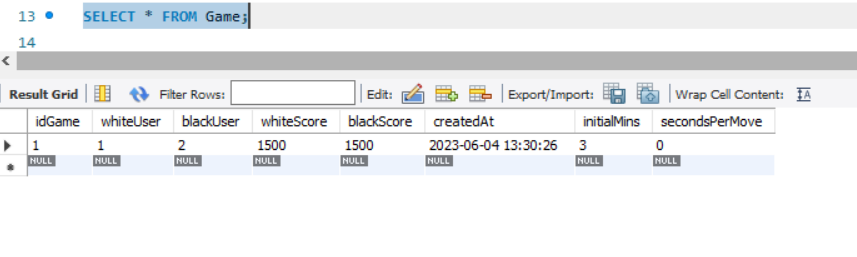 13 SELECT * FROM Game;
14
Result Grid Filter Rows: Edit: Export/Import: Wrap Cell Content:
idGame whiteUser blackUser whiteScore blackScore createdAt initialMins secondsPerMove
1 1 2 1500 1500 2023-06-04 13:30:26 3 0
NULL NULL NULL NULL NULL NULL NULL NULL